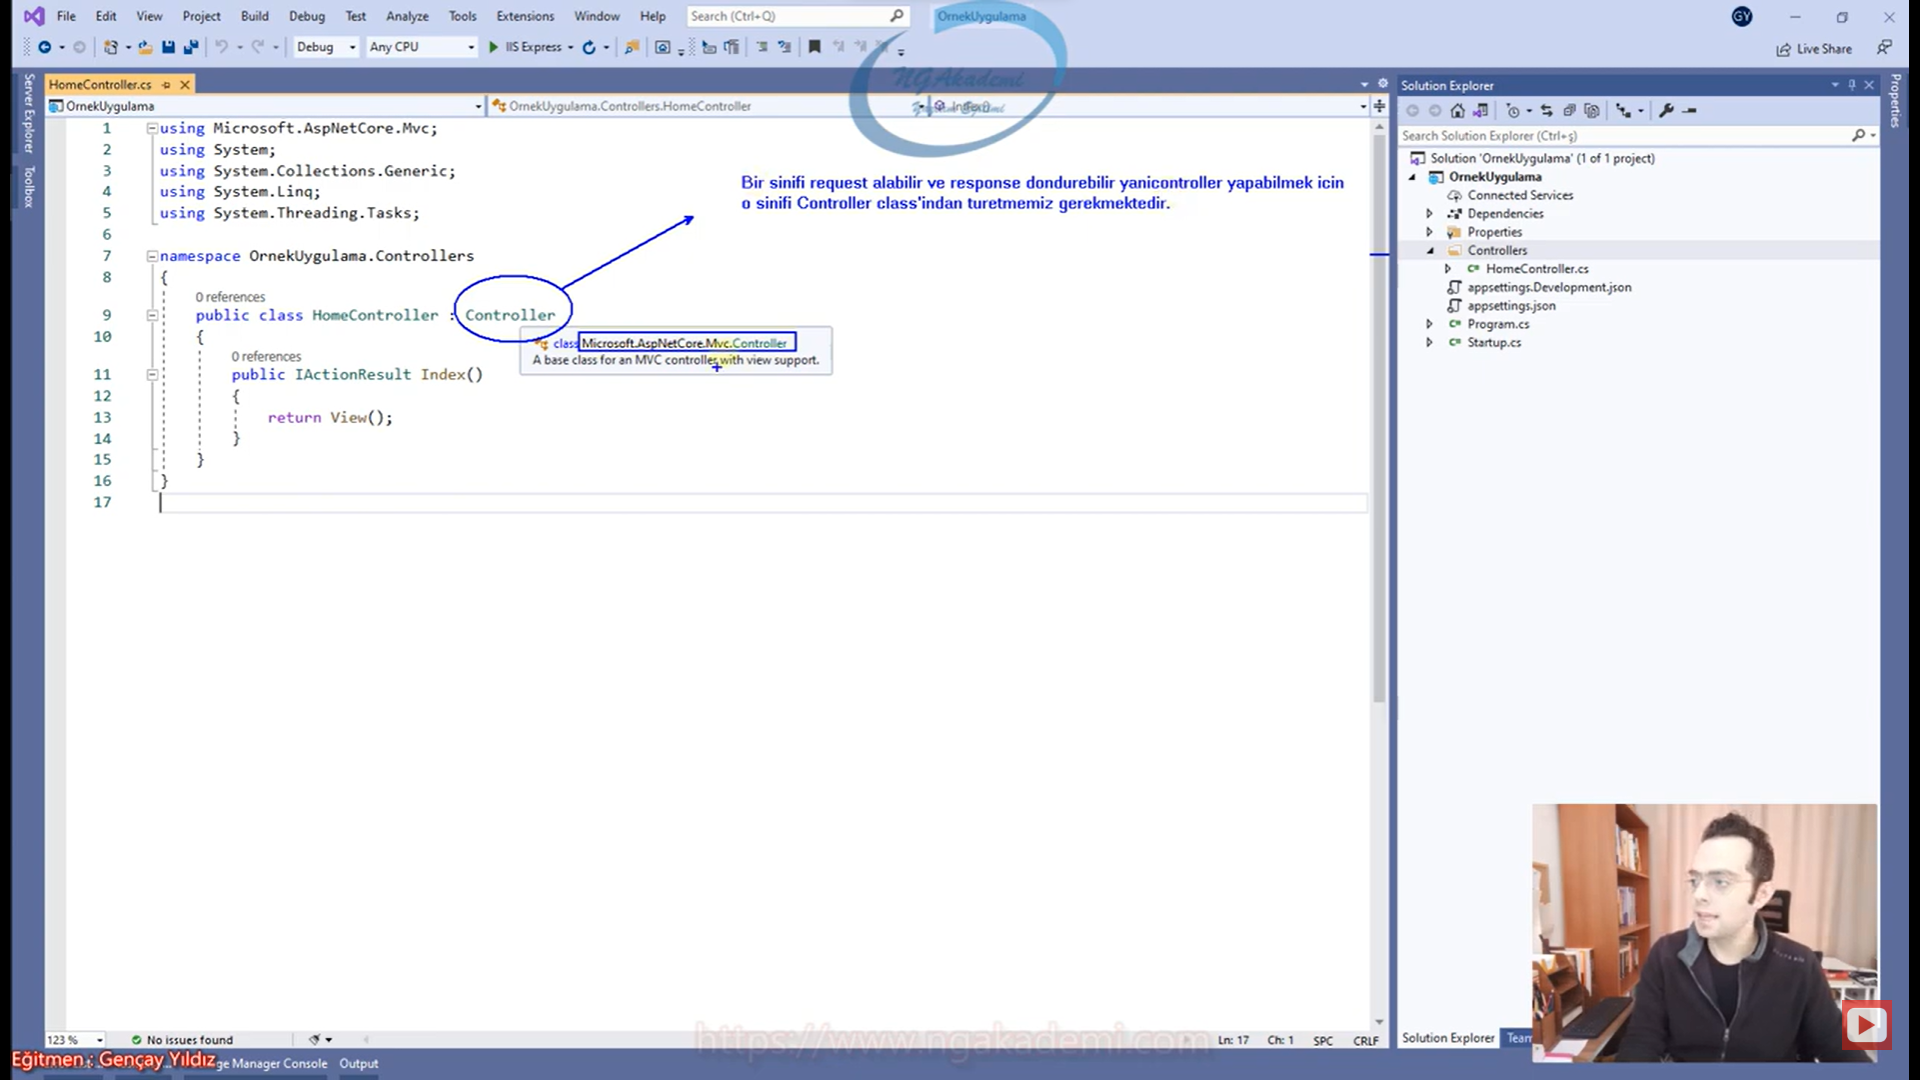 File Edit View Project Build Debug Test Analyze Tools Extensions Window Help Search (Ctrl+Q) OrnekUygulama GY
Debug Any CPU IIS Express Live Share
NGAkademi
HomeController.cs
OrnekUygulama OrnekUygulama.Controllers.HomeController Index()
Server Explorer
Toolbox
1 using Microsoft.AspNetCore.Mvc;
2 using System;
3 using System.Collections.Generic;
4 using System.Linq;
5 using System.Threading.Tasks;
6
7 namespace OrnekUygulama.Controllers
8 {
0 references
9 public class HomeController : Controller
10 {
0 references
11 public IActionResult Index()
12 {
13 return View();
14 }
15 }
16 }
17
class Microsoft.AspNetCore.Mvc.Controller
A base class for an MVC controller with view support.
Bir sinifi request alabilir ve response dondurebilir yanicontroller yapabilmek icin
o sinifi Controller class'indan turetmemiz gerekmektedir.
Solution Explorer
Search Solution Explorer (Ctrl+ş)
Solution 'OrnekUygulama' (1 of 1 project)
OrnekUygulama
Connected Services
Dependencies
Properties
Controllers
HomeController.cs
appsettings.Development.json
appsettings.json
Program.cs
Startup.cs
Properties
123 % No issues found Ln: 17 Ch: 1 SPC CRLF
Solution Explorer Team
https://www.ngakademi.com
Eğitmen : Gençay Yıldız
Manager Console Output